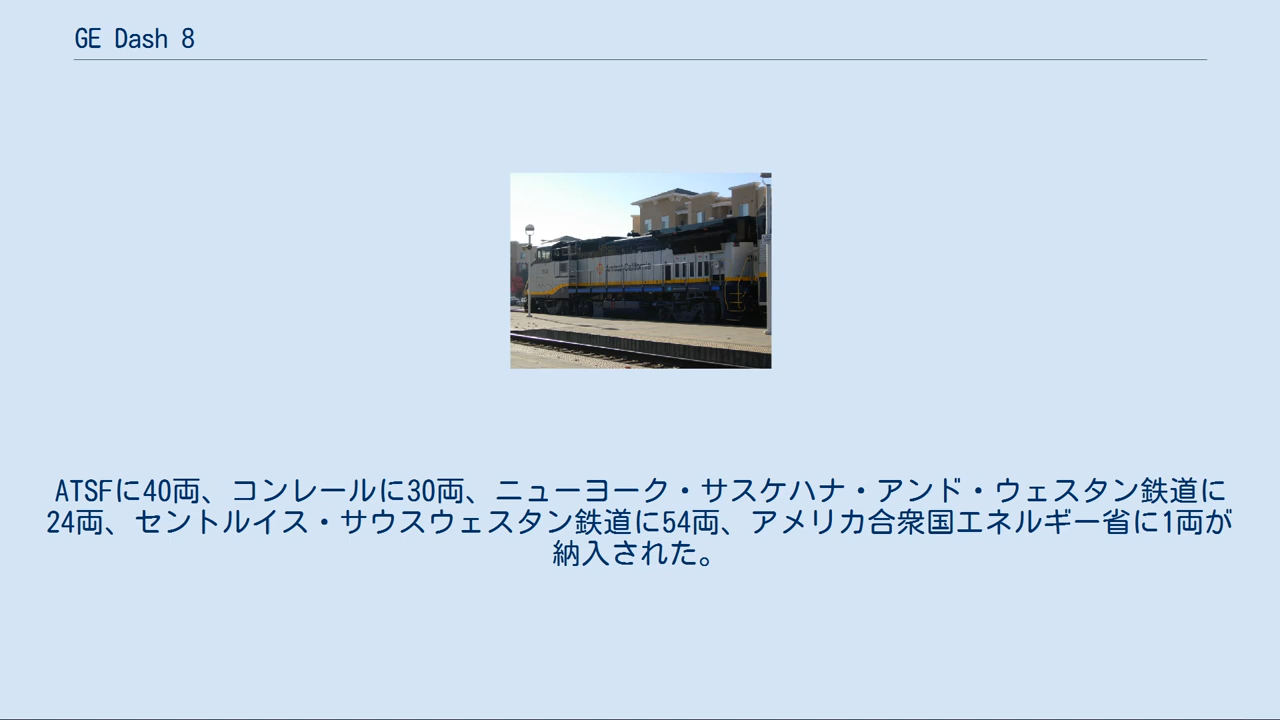 GE Dash 8
ATSFに40両、コンレールに30両、ニューヨーク・サスケハナ・アンド・ウェスタン鉄道に
24両、セントルイス・サウスウェスタン鉄道に54両、アメリカ合衆国エネルギー省に1両が
納入された。